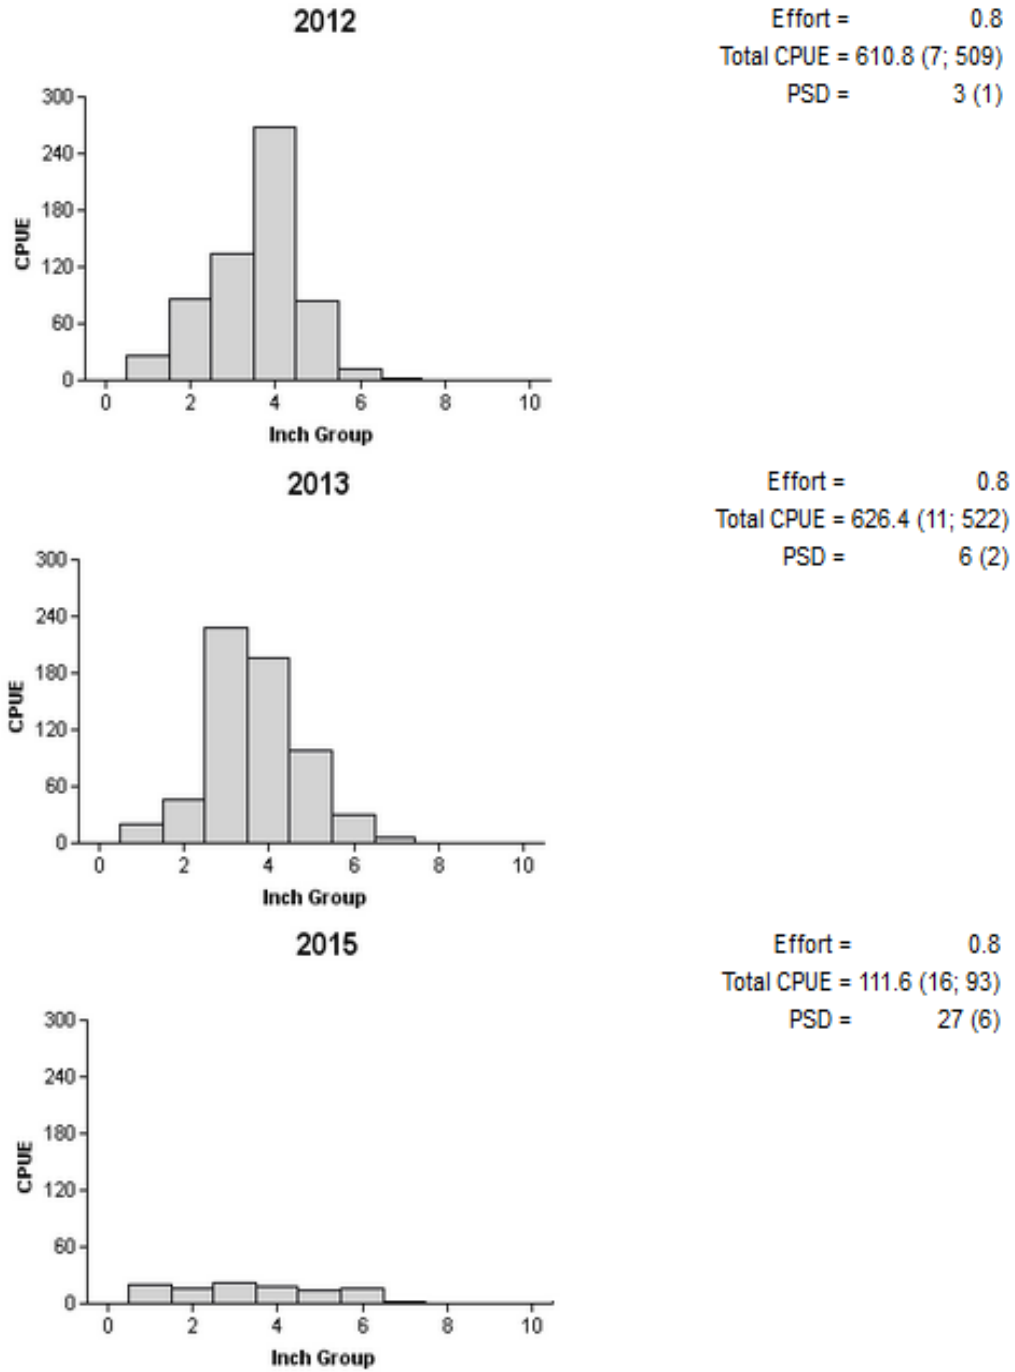 2012
Effort = 0.8
Total CPUE = 610.8 (7; 509)
PSD = 3 (1)
300
240
180
120
60
0
CPUE
0 2 4 6 8 10
Inch Group
2013
Effort = 0.8
Total CPUE = 626.4 (11; 522)
PSD = 6 (2)
300
240
180
120
60
0
CPUE
0 2 4 6 8 10
Inch Group
2015
Effort = 0.8
Total CPUE = 111.6 (16; 93)
PSD = 27 (6)
300
240
180
120
60
0
CPUE
0 2 4 6 8 10
Inch Group